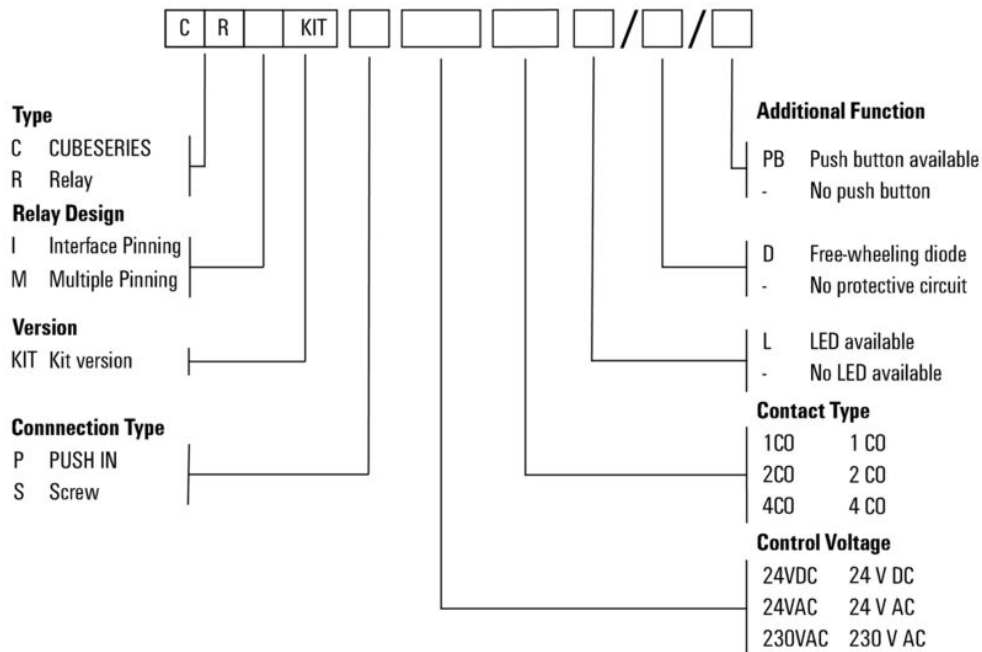 C R KIT / /
Type
C CUBESERIES
R Relay
Relay Design
I Interface Pinning
M Multiple Pinning
Version
KIT Kit version
Connnection Type
P PUSH IN
S Screw
Additional Function
PB Push button available
- No push button
D Free-wheeling diode
- No protective circuit
L LED available
- No LED available
Contact Type
1CO 1 CO
2CO 2 CO
4CO 4 CO
Control Voltage
24VDC 24 V DC
24VAC 24 V AC
230VAC 230 V AC